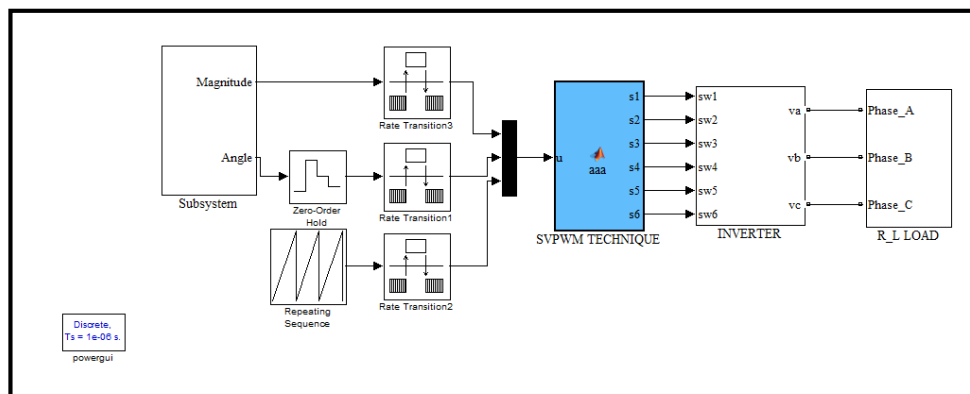 Magnitude
Angle
Subsystem
Rate Transition3
Zero-Order
Hold
Rate Transition1
Repeating
Sequence
Rate Transition2
u
aaa
s1
s2
s3
s4
s5
s6
SVPWM TECHNIQUE
sw1
sw2
sw3
sw4
sw5
sw6
va
vb
vc
INVERTER
Phase_A
Phase_B
Phase_C
R_L LOAD
Discrete,
Ts = 1e-06 s.
powergui